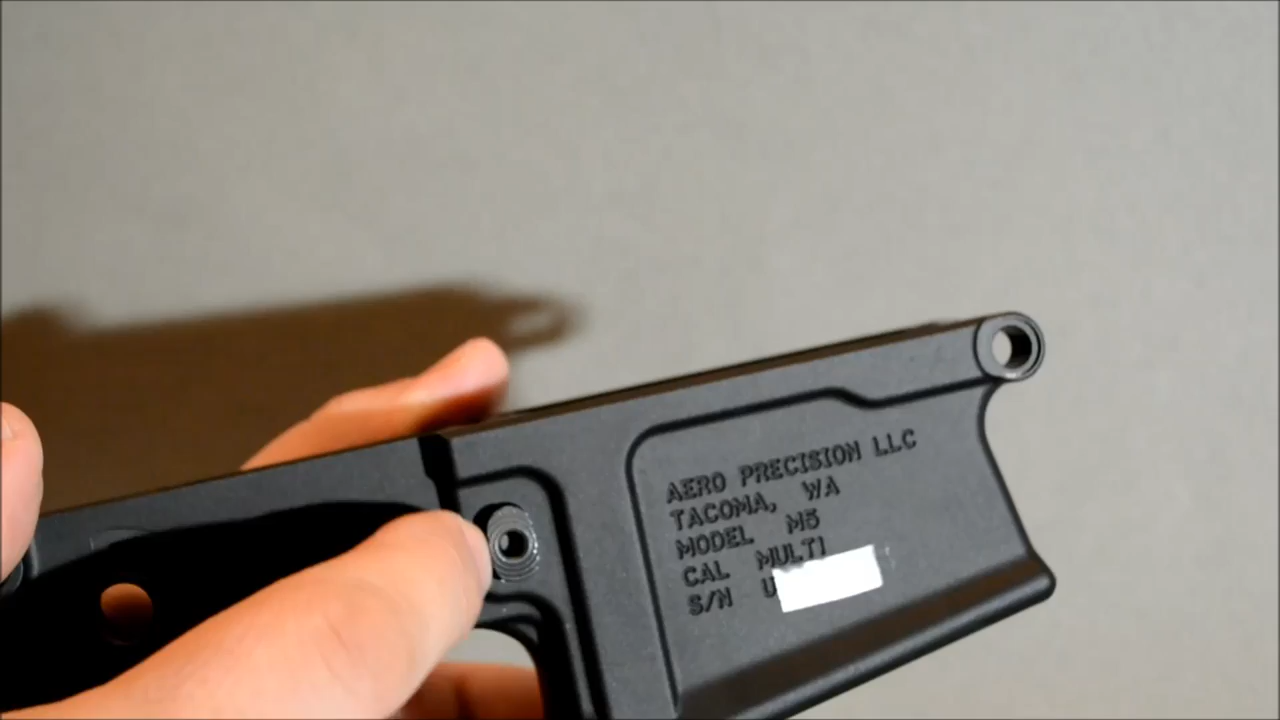 AERO PRECISION LLC
TACOMA, WA
MODEL M5
CAL MULTI
S/N U